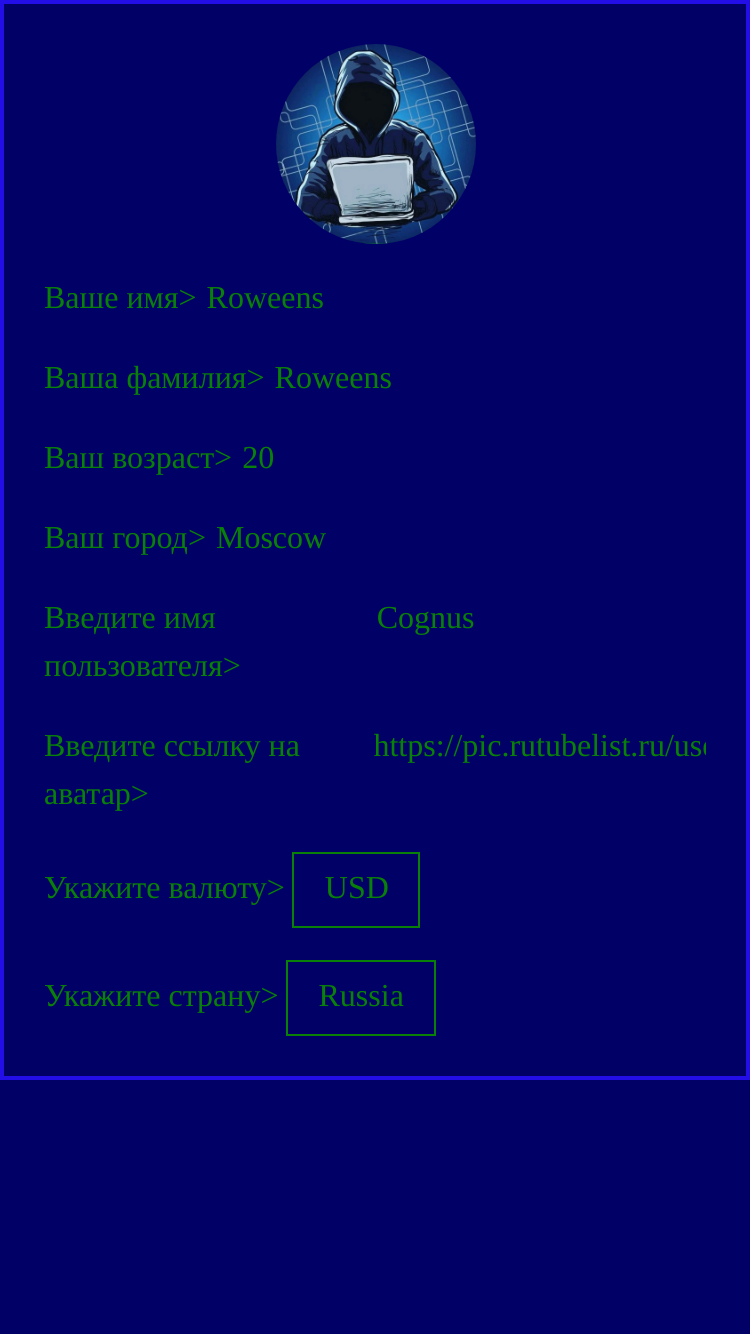 Ваше имя> Roweens
Ваша фамилия> Roweens
Ваш возраст> 20
Ваш город> Moscow
Введите имя пользователя> Cognus
Введите ссылку на аватар> https://pic.rutubelist.ru/us
Укажите валюту> USD
Укажите страну> Russia